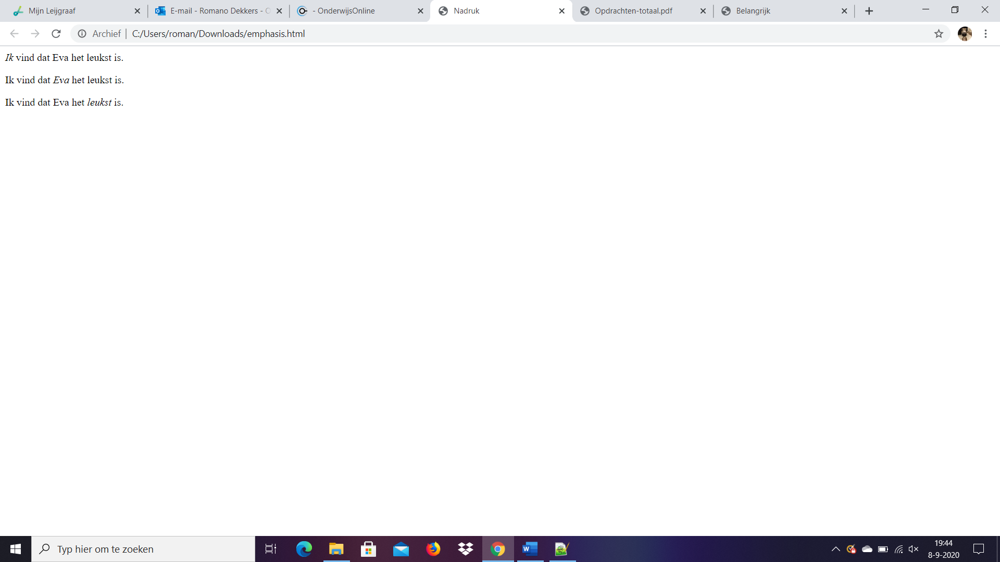 Mijn Leijgraaf
E-mail - Romano Dekkers - O
- OnderwijsOnline
Nadruk
Opdrachten-totaal.pdf
Belangrijk
Archief | C:/Users/roman/Downloads/emphasis.html
Ik vind dat Eva het leukst is.
Ik vind dat Eva het leukst is.
Ik vind dat Eva het leukst is.
Typ hier om te zoeken
19:44
8-9-2020